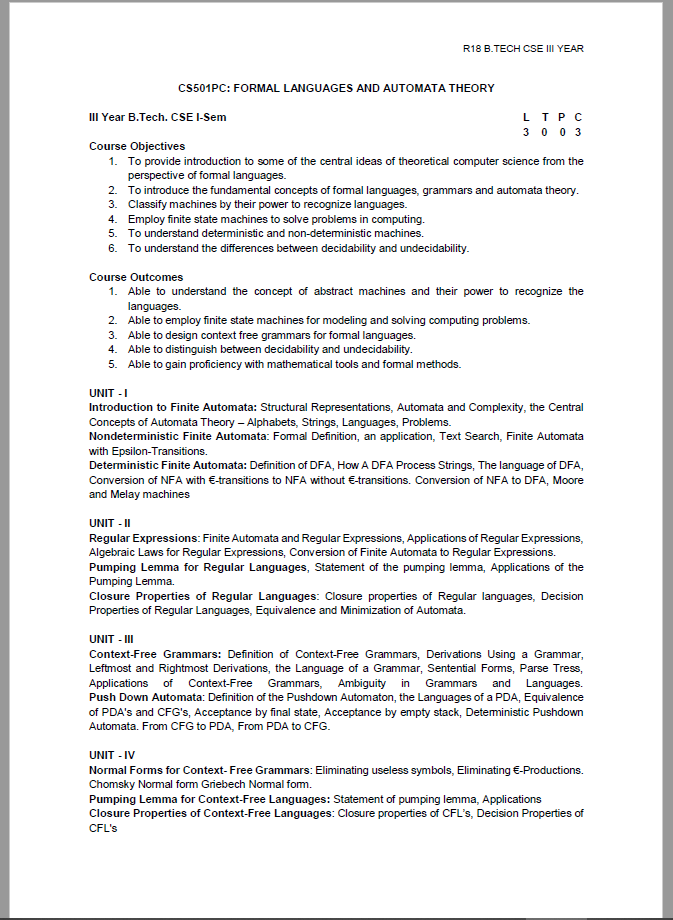 R18 B.TECH CSE III YEAR
CS501PC: FORMAL LANGUAGES AND AUTOMATA THEORY
III Year B.Tech. CSE I-Sem L T P C
3 0 0 3
Course Objectives
1. To provide introduction to some of the central ideas of theoretical computer science from the
perspective of formal languages.
2. To introduce the fundamental concepts of formal languages, grammars and automata theory.
3. Classify machines by their power to recognize languages.
4. Employ finite state machines to solve problems in computing.
5. To understand deterministic and non-deterministic machines.
6. To understand the differences between decidability and undecidability.
Course Outcomes
1. Able to understand the concept of abstract machines and their power to recognize the
languages.
2. Able to employ finite state machines for modeling and solving computing problems.
3. Able to design context free grammars for formal languages.
4. Able to distinguish between decidability and undecidability.
5. Able to gain proficiency with mathematical tools and formal methods.
UNIT - I
Introduction to Finite Automata: Structural Representations, Automata and Complexity, the Central
Concepts of Automata Theory – Alphabets, Strings, Languages, Problems.
Nondeterministic Finite Automata: Formal Definition, an application, Text Search, Finite Automata
with Epsilon-Transitions.
Deterministic Finite Automata: Definition of DFA, How A DFA Process Strings, The language of DFA,
Conversion of NFA with €-transitions to NFA without €-transitions. Conversion of NFA to DFA, Moore
and Melay machines
UNIT - II
Regular Expressions: Finite Automata and Regular Expressions, Applications of Regular Expressions,
Algebraic Laws for Regular Expressions, Conversion of Finite Automata to Regular Expressions.
Pumping Lemma for Regular Languages, Statement of the pumping lemma, Applications of the
Pumping Lemma.
Closure Properties of Regular Languages: Closure properties of Regular languages, Decision
Properties of Regular Languages, Equivalence and Minimization of Automata.
UNIT - III
Context-Free Grammars: Definition of Context-Free Grammars, Derivations Using a Grammar,
Leftmost and Rightmost Derivations, the Language of a Grammar, Sentential Forms, Parse Tress,
Applications of Context-Free Grammars, Ambiguity in Grammars and Languages.
Push Down Automata: Definition of the Pushdown Automaton, the Languages of a PDA, Equivalence
of PDA's and CFG's, Acceptance by final state, Acceptance by empty stack, Deterministic Pushdown
Automata. From CFG to PDA, From PDA to CFG.
UNIT - IV
Normal Forms for Context- Free Grammars: Eliminating useless symbols, Eliminating €-Productions.
Chomsky Normal form Griebech Normal form.
Pumping Lemma for Context-Free Languages: Statement of pumping lemma, Applications
Closure Properties of Context-Free Languages: Closure properties of CFL's, Decision Properties of
CFL's